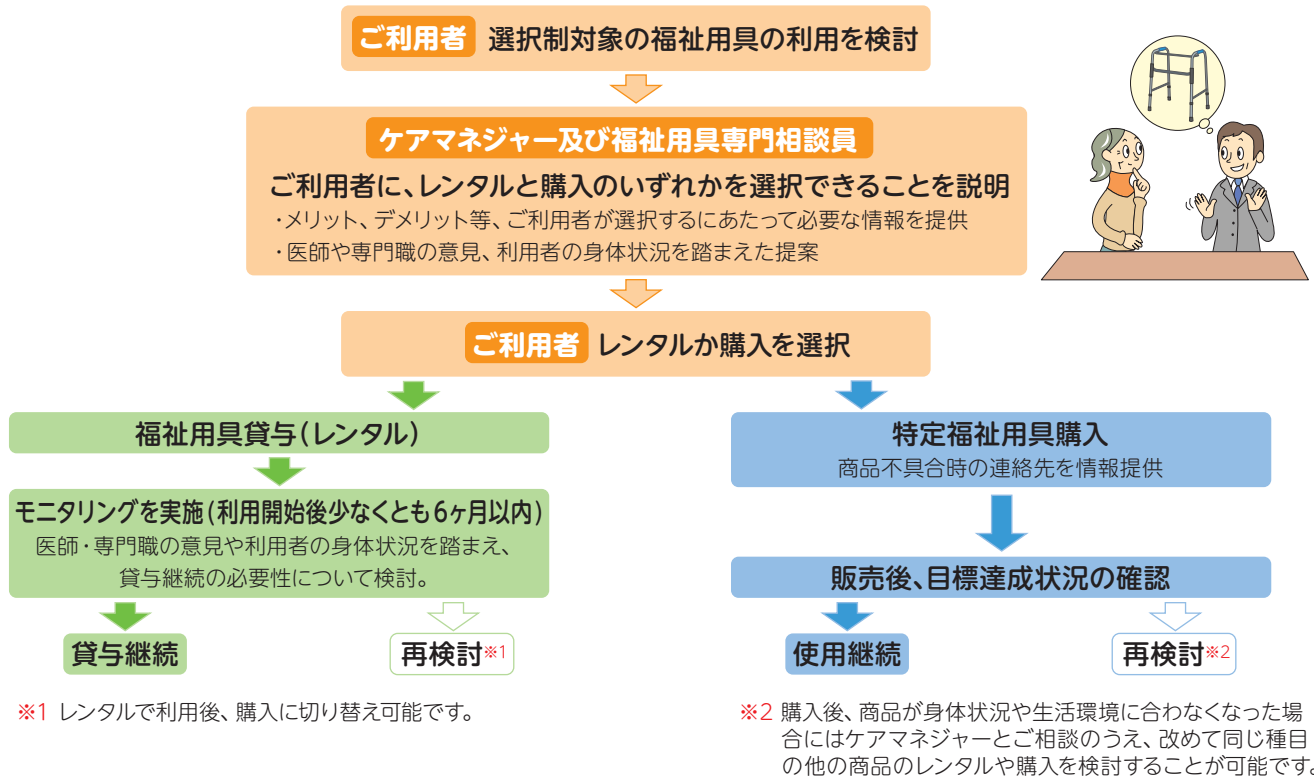 ご利用者 選択制対象の福祉用具の利用を検討
ケアマネジャー及び福祉用具専門相談員
ご利用者に、レンタルと購入のいずれかを選択できることを説明
・メリット、デメリット等、ご利用者が選択するにあたって必要な情報を提供
・医師や専門職の意見、利用者の身体状況を踏まえた提案
ご利用者 レンタルか購入を選択
福祉用具貸与(レンタル)
モニタリングを実施(利用開始後少なくとも6ヶ月以内)
医師・専門職の意見や利用者の身体状況を踏まえ、
貸与継続の必要性について検討。
貸与継続
再検討※1
※1 レンタルで利用後、購入に切り替え可能です。
特定福祉用具購入
商品不具合時の連絡先を情報提供
販売後、目標達成状況の確認
使用継続
再検討※2
※2 購入後、商品が身体状況や生活環境に合わなくなった場
合にはケアマネジャーとご相談のうえ、改めて同じ種目
の他の商品のレンタルや購入を検討することが可能です。